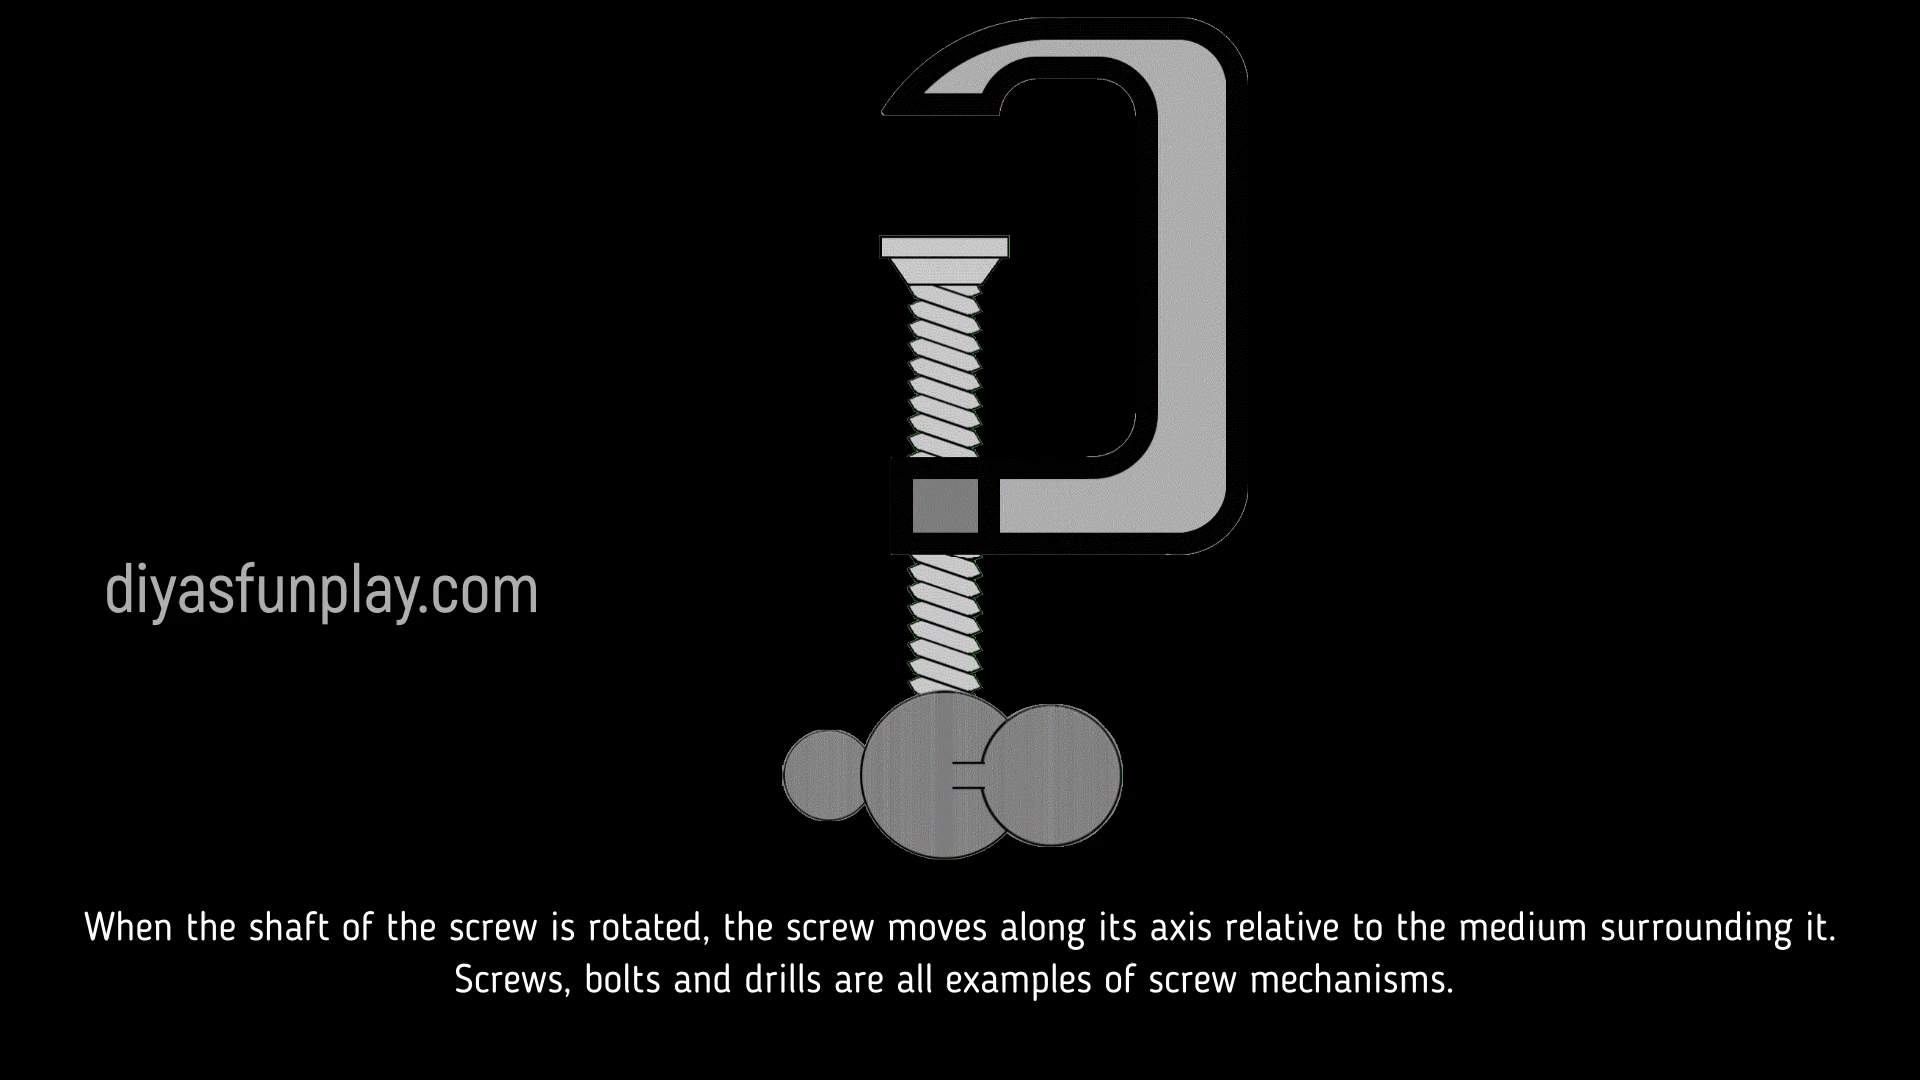 diyasfunplay.com
When the shaft of the screw is rotated, the screw moves along its axis relative to the medium surrounding it.
Screws, bolts and drills are all examples of screw mechanisms.